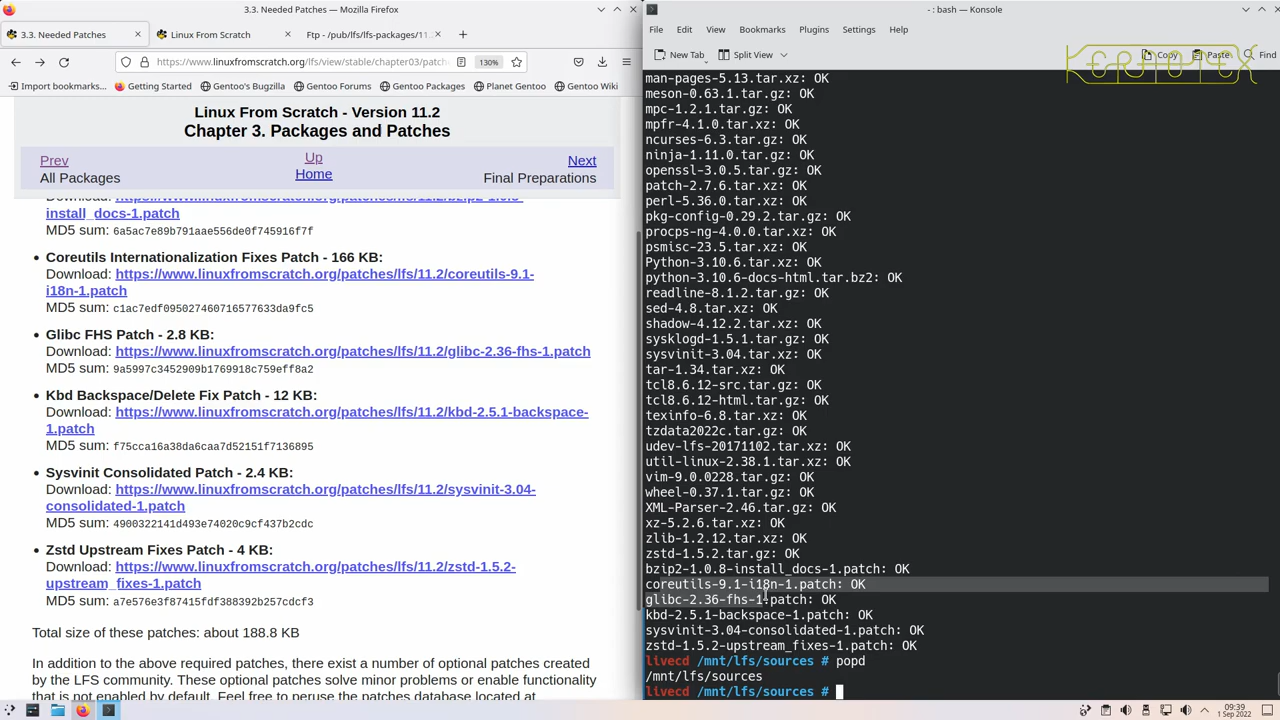 3.3. Needed Patches — Mozilla Firefox
- : bash — Konsole
3.3. Needed Patches
Linux From Scratch
Ftp - /pub/lfs/lfs-packages/11.
File Edit View Bookmarks Plugins Settings Help
https://www.linuxfromscratch.org/lfs/view/stable/chapter03/patch
130%
New Tab Split View Copy Paste Find
KERNOTEX
Import bookmarks... Getting Started Gentoo's Bugzilla Gentoo Forums Gentoo Packages Planet Gentoo Gentoo Wiki
Linux From Scratch - Version 11.2
Chapter 3. Packages and Patches
Prev Up Next
All Packages Home Final Preparations
Download: https://www.linuxfromscratch.org/patches/lfs/11.2/bzip2-1.0.8-
install_docs-1.patch
MD5 sum: 6a5ac7e89b791aae556de0f745916f7f
• Coreutils Internationalization Fixes Patch - 166 KB:
Download: https://www.linuxfromscratch.org/patches/lfs/11.2/coreutils-9.1-
i18n-1.patch
MD5 sum: c1ac7edf095027460716577633da9fc5
• Glibc FHS Patch - 2.8 KB:
Download: https://www.linuxfromscratch.org/patches/lfs/11.2/glibc-2.36-fhs-1.patch
MD5 sum: 9a5997c3452909b1769918c759eff8a2
• Kbd Backspace/Delete Fix Patch - 12 KB:
Download: https://www.linuxfromscratch.org/patches/lfs/11.2/kbd-2.5.1-backspace-
1.patch
MD5 sum: f75cca16a38da6caa7d52151f7136895
• Sysvinit Consolidated Patch - 2.4 KB:
Download: https://www.linuxfromscratch.org/patches/lfs/11.2/sysvinit-3.04-
consolidated-1.patch
MD5 sum: 4900322141d493e74020c9cf437b2cdc
• Zstd Upstream Fixes Patch - 4 KB:
Download: https://www.linuxfromscratch.org/patches/lfs/11.2/zstd-1.5.2-
upstream_fixes-1.patch
MD5 sum: a7e576e3f87415fdf388392b257cdcf3
Total size of these patches: about 188.8 KB
In addition to the above required patches, there exist a number of optional patches created
by the LFS community. These optional patches solve minor problems or enable functionality
that is not enabled by default. Feel free to peruse the patches database located at
man-pages-5.13.tar.xz: OK
meson-0.63.1.tar.gz: OK
mpc-1.2.1.tar.gz: OK
mpfr-4.1.0.tar.xz: OK
ncurses-6.3.tar.gz: OK
ninja-1.11.0.tar.gz: OK
openssl-3.0.5.tar.gz: OK
patch-2.7.6.tar.xz: OK
perl-5.36.0.tar.xz: OK
pkg-config-0.29.2.tar.gz: OK
procps-ng-4.0.0.tar.xz: OK
psmisc-23.5.tar.xz: OK
Python-3.10.6.tar.xz: OK
python-3.10.6-docs-html.tar.bz2: OK
readline-8.1.2.tar.gz: OK
sed-4.8.tar.xz: OK
shadow-4.12.2.tar.xz: OK
sysklogd-1.5.1.tar.gz: OK
sysvinit-3.04.tar.xz: OK
tar-1.34.tar.xz: OK
tcl8.6.12-src.tar.gz: OK
tcl8.6.12-html.tar.gz: OK
texinfo-6.8.tar.xz: OK
tzdata2022c.tar.gz: OK
udev-lfs-20171102.tar.xz: OK
util-linux-2.38.1.tar.xz: OK
vim-9.0.0228.tar.gz: OK
wheel-0.37.1.tar.gz: OK
XML-Parser-2.46.tar.gz: OK
xz-5.2.6.tar.xz: OK
zlib-1.2.12.tar.xz: OK
zstd-1.5.2.tar.gz: OK
bzip2-1.0.8-install_docs-1.patch: OK
coreutils-9.1-i18n-1.patch: OK
glibc-2.36-fhs-1.patch: OK
kbd-2.5.1-backspace-1.patch: OK
sysvinit-3.04-consolidated-1.patch: OK
zstd-1.5.2-upstream_fixes-1.patch: OK
livecd /mnt/lfs/sources # popd
/mnt/lfs/sources
livecd /mnt/lfs/sources #
09:39
1 Sep 2022